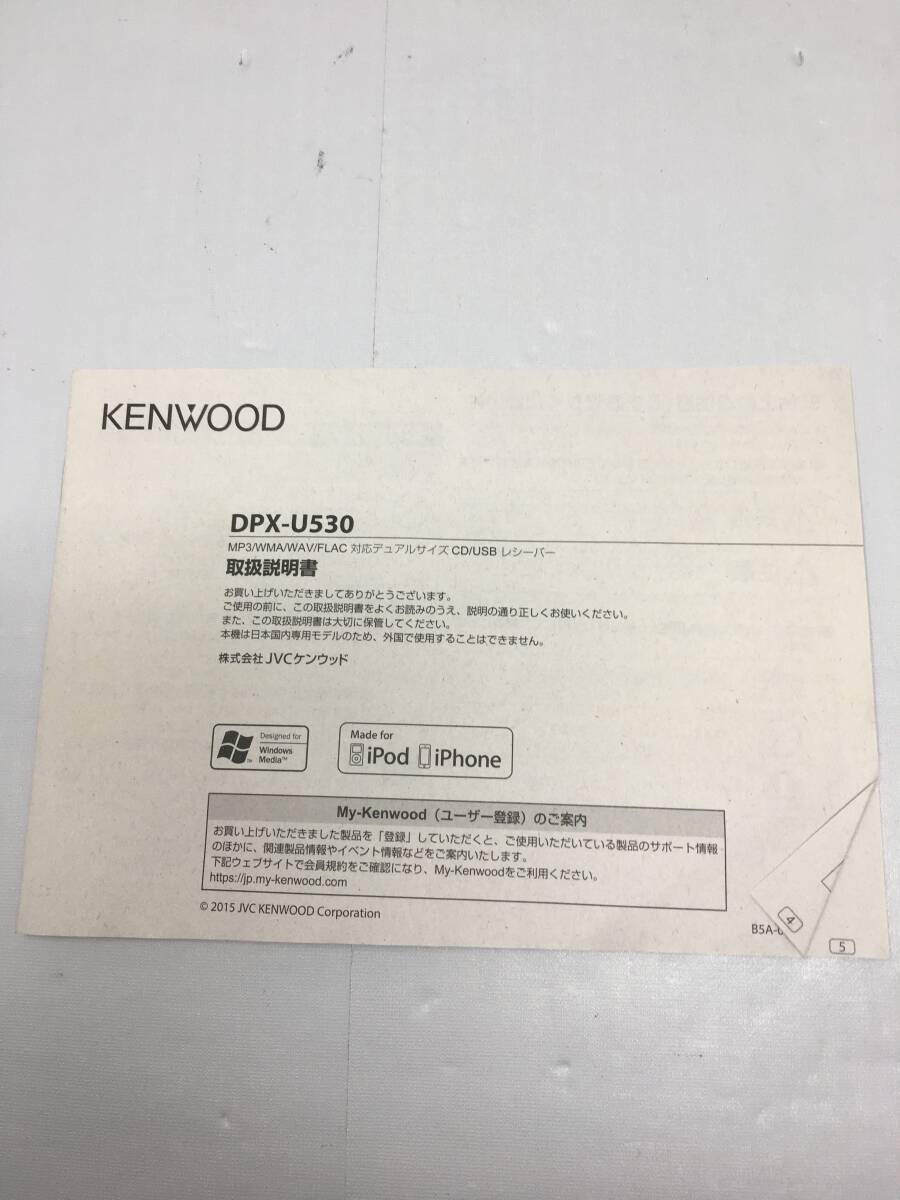 KENWOOD
DPX-U530
MP3/WMA/WAV/FLAC 対応デュアルサイズ CD/USB レシーバー
取扱説明書
お買い上げいただきましてありがとうございます。
ご使用の前に、この取扱説明書をよくお読みのうえ、説明の通り正しくお使いください。
また、この取扱説明書は大切に保管してください。
本機は日本国内専用モデルのため、外国で使用することはできません。
株式会社 JVCケンウッド
Designed for
Windows
Media™
Made for
iPod iPhone
My-Kenwood（ユーザー登録）のご案内
お買い上げいただきました製品を「登録」していただくと、ご使用いただいている製品のサポート情報
のほかに、関連製品情報やイベント情報などをご案内いたします。
下記ウェブサイトで会員規約をご確認になり、My-Kenwoodをご利用ください。
https://jp.my-kenwood.com
© 2015 JVC KENWOOD Corporation
B5A-
4
5